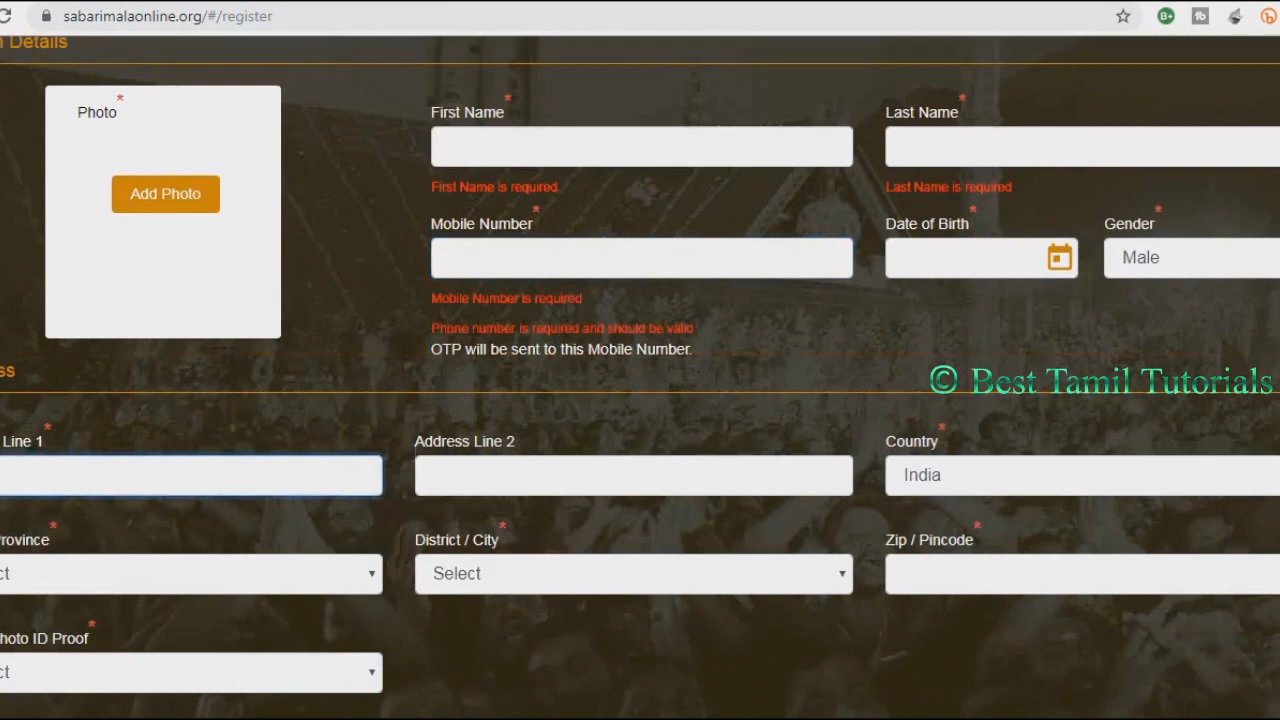 sabarimalaonline.org/#/register
Details
Photo*
Add Photo
First Name*
First Name is required
Last Name*
Last Name is required
Mobile Number*
Mobile Number is required
Phone number is required and should be valid
OTP will be sent to this Mobile Number.
Date of Birth*
Gender*
Male
ss
© Best Tamil Tutorials
Line 1*
Address Line 2
Country*
India
rovince*
ct
District / City*
Select
Zip / Pincode*
hoto ID Proof*
ct